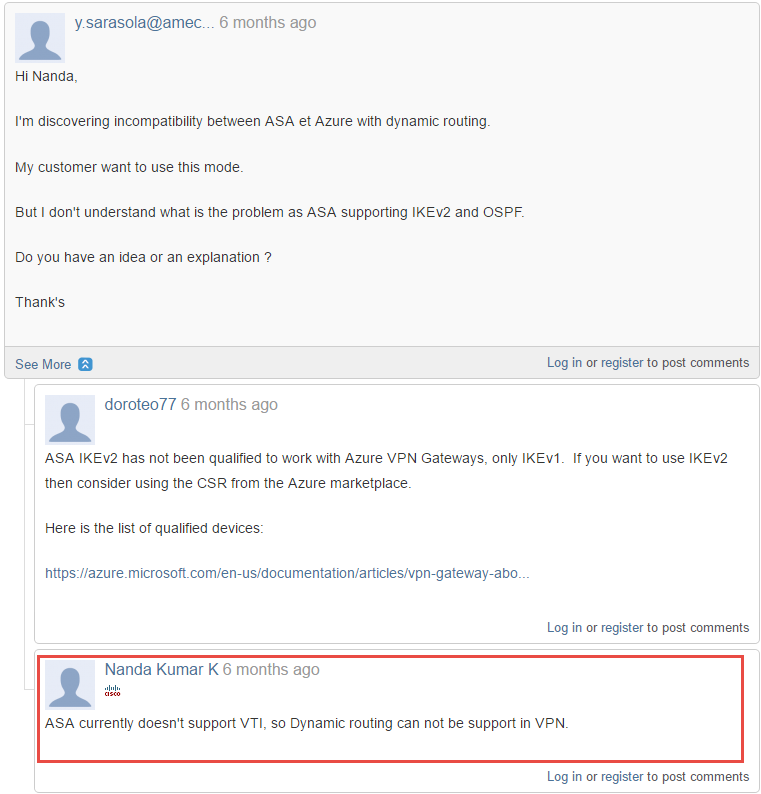 y.sarasola@amec... 6 months ago
Hi Nanda,
I'm discovering incompatibility between ASA et Azure with dynamic routing.
My customer want to use this mode.
But I don't understand what is the problem as ASA supporting IKEv2 and OSPF.
Do you have an idea or an explanation ?
Thank's
See More
Log in or register to post comments
doroteo77 6 months ago
ASA IKEv2 has not been qualified to work with Azure VPN Gateways, only IKEv1.  If you want to use IKEv2
then consider using the CSR from the Azure marketplace.
Here is the list of qualified devices:
https://azure.microsoft.com/en-us/documentation/articles/vpn-gateway-abo...
Log in or register to post comments
Nanda Kumar K 6 months ago
cisco
ASA currently doesn't support VTI, so Dynamic routing can not be support in VPN.
Log in or register to post comments